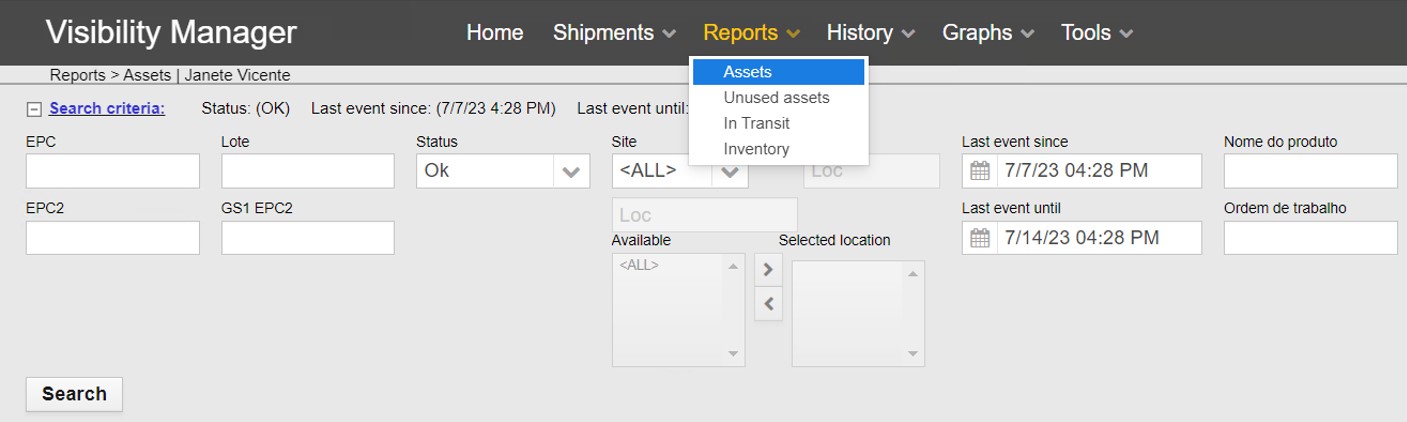 Visibility Manager
Home Shipments Reports History Graphs Tools
Reports > Assets | Janete Vicente
Assets
Unused assets
In Transit
Inventory
Search criteria: Status: (OK) Last event since: (7/7/23 4:28 PM) Last event until:
EPC Lote Status Site Last event since Nome do produto
Ok <ALL> Loc 7/7/23 04:28 PM
EPC2 GS1 EPC2 Loc Last event until Ordem de trabalho
7/14/23 04:28 PM
Available Selected location
<ALL>
Search